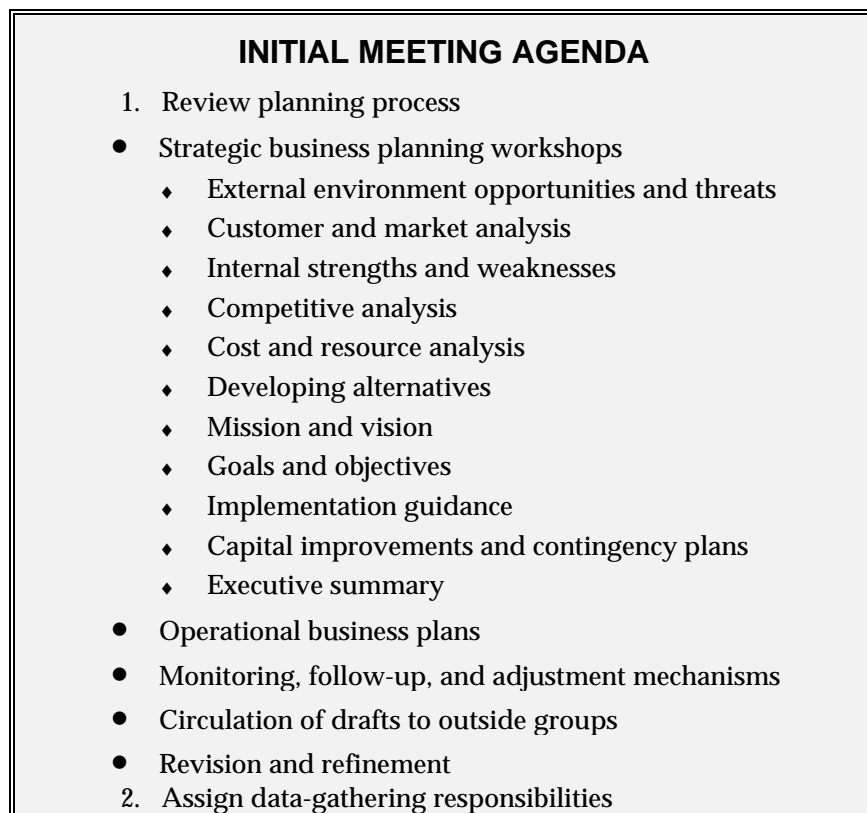 INITIAL MEETING AGENDA
1. Review planning process
• Strategic business planning workshops
♦ External environment opportunities and threats
♦ Customer and market analysis
♦ Internal strengths and weaknesses
♦ Competitive analysis
♦ Cost and resource analysis
♦ Developing alternatives
♦ Mission and vision
♦ Goals and objectives
♦ Implementation guidance
♦ Capital improvements and contingency plans
♦ Executive summary
• Operational business plans
• Monitoring, follow-up, and adjustment mechanisms
• Circulation of drafts to outside groups
• Revision and refinement
2. Assign data-gathering responsibilities